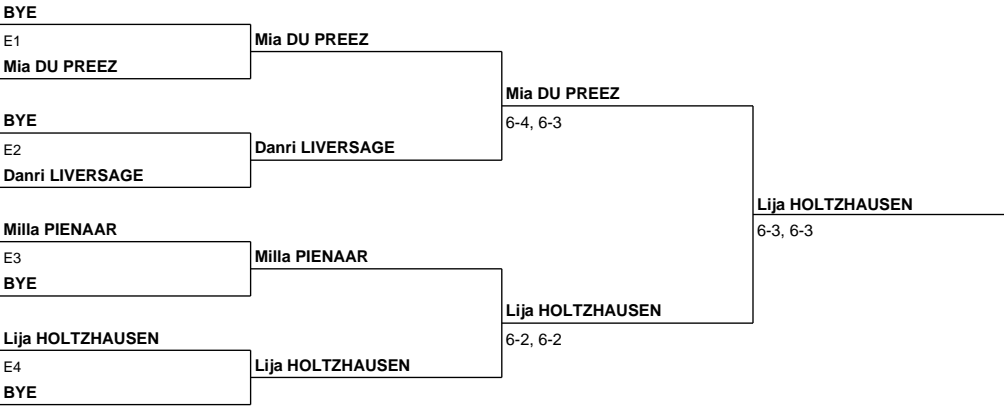 BYE
E1
Mia DU PREEZ
Mia DU PREEZ
BYE
E2
Danri LIVERSAGE
Danri LIVERSAGE
Mia DU PREEZ
6-4, 6-3
Milla PIENAAR
E3
BYE
Milla PIENAAR
Lija HOLTZHAUSEN
E4
BYE
Lija HOLTZHAUSEN
Lija HOLTZHAUSEN
6-2, 6-2
Lija HOLTZHAUSEN
6-3, 6-3